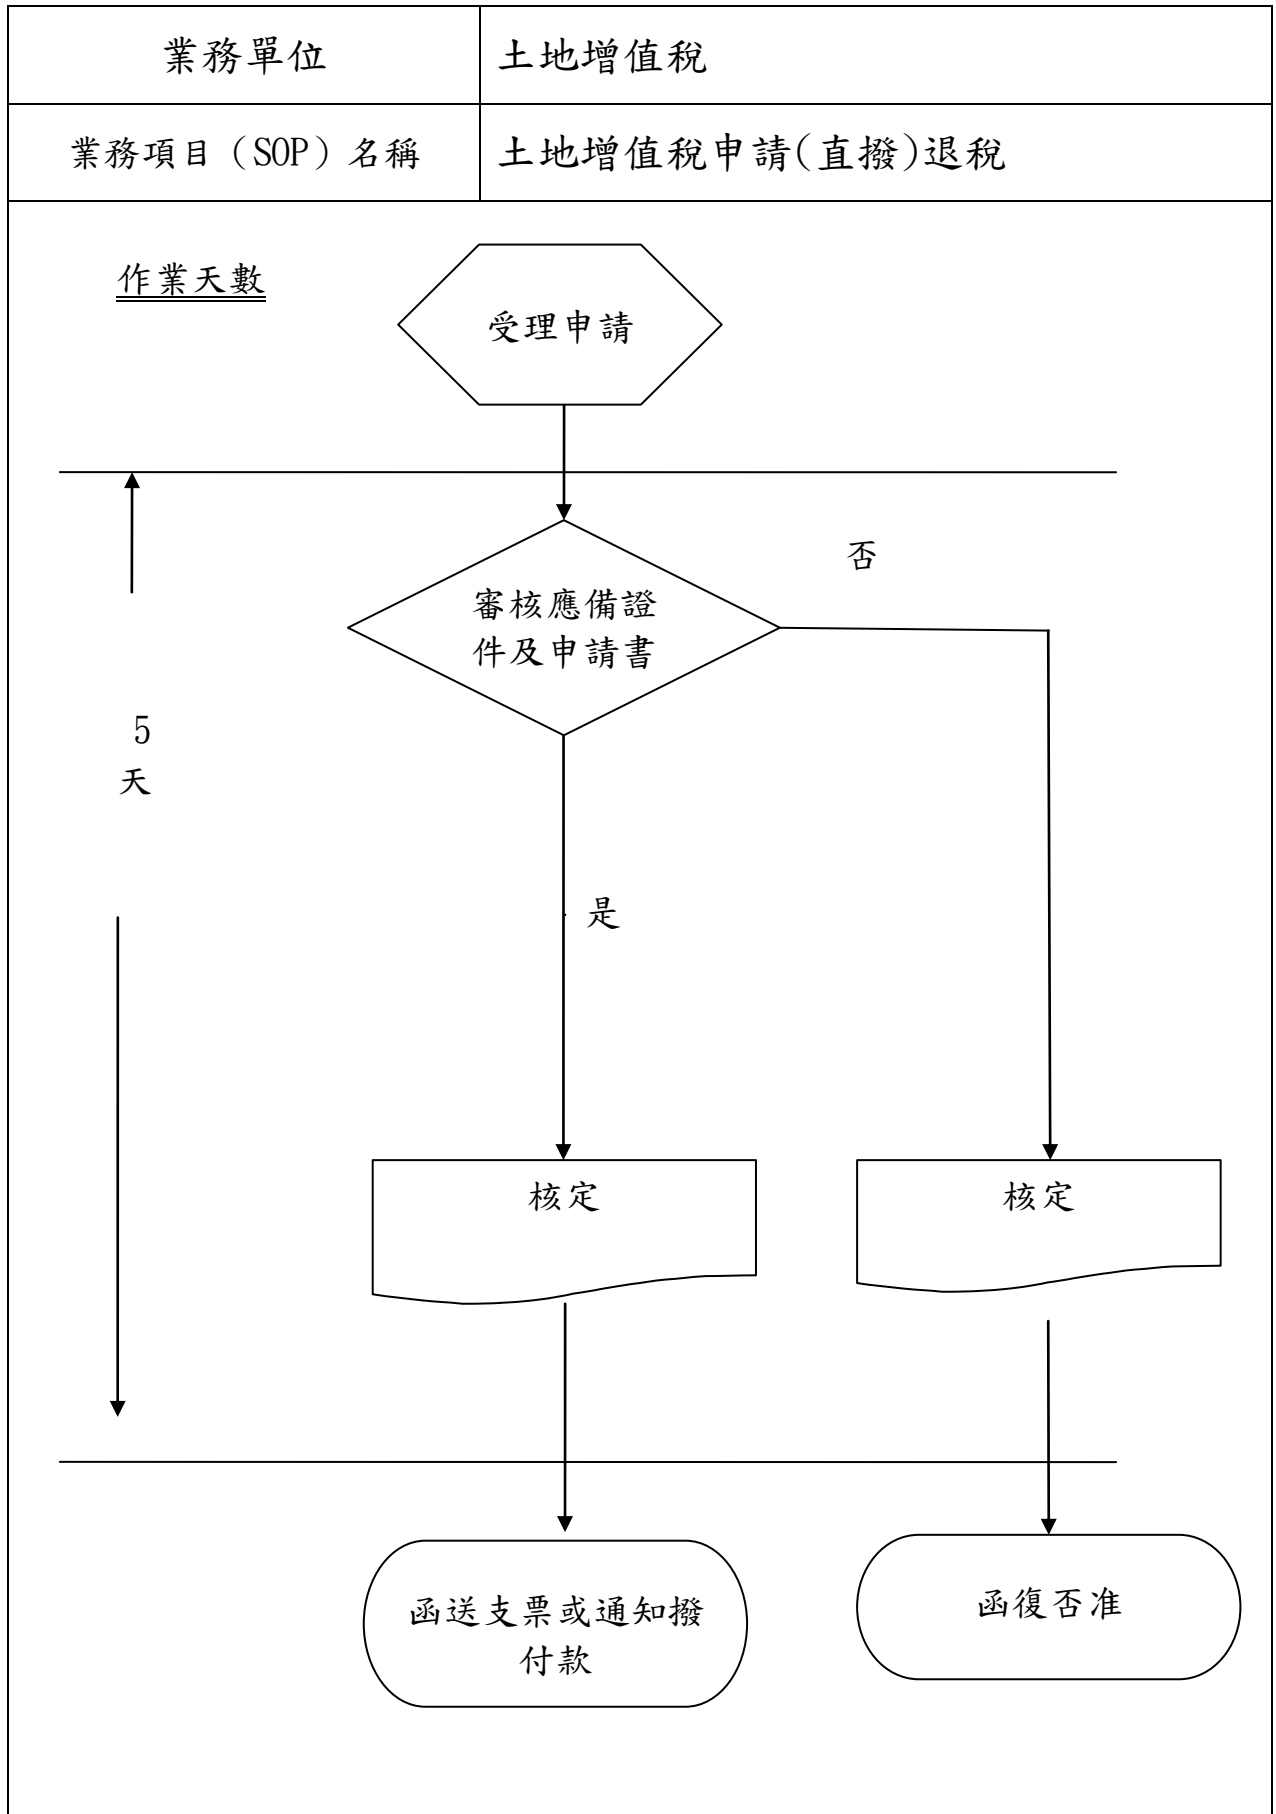 業務單位
土地增值稅
業務項目（SOP）名稱
土地增值稅申請(直撥)退稅
作業天數
受理申請
否
審核應備證
件及申請書
5
天
是
核定
核定
函送支票或通知撥
付款
函復否准